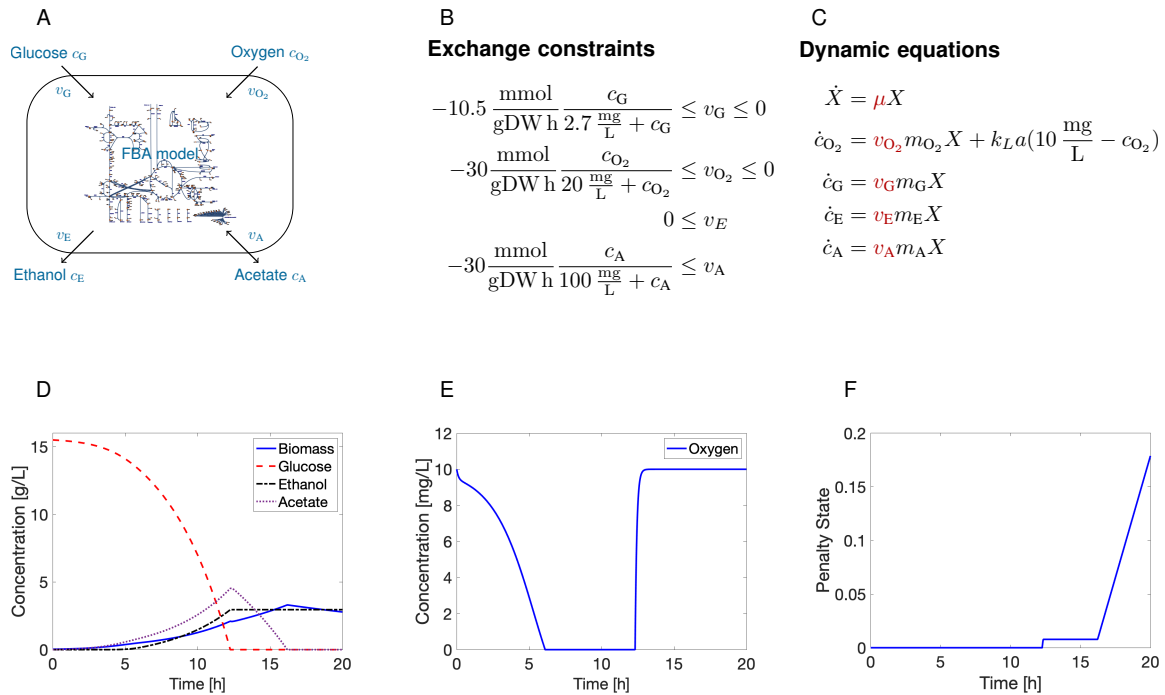 A
Glucose c_G
Oxygen c_O₂
v_G
v_O₂
FBA model
v_E
v_A
Ethanol c_E
Acetate c_A
B
Exchange constraints
−10.5 mmol/(gDW h) c_G/(2.7 mg/L + c_G) ≤ v_G ≤ 0
−30 mmol/(gDW h) c_O₂/(20 mg/L + c_O₂) ≤ v_O₂ ≤ 0
0 ≤ v_E
−30 mmol/(gDW h) c_A/(100 mg/L + c_A) ≤ v_A
C
Dynamic equations
Ẋ = μX
ċ_O₂ = v_O₂ m_O₂ X + k_L a(10 mg/L − c_O₂)
ċ_G = v_G m_G X
ċ_E = v_E m_E X
ċ_A = v_A m_A X
D
Concentration [g/L]
15
10
5
0
0 5 10 15 20
Time [h]
Biomass
Glucose
Ethanol
Acetate
E
Concentration [mg/L]
12
10
8
6
4
2
0
0 5 10 15 20
Time [h]
Oxygen
F
Penalty State
0.2
0.15
0.1
0.05
0
0 5 10 15 20
Time [h]